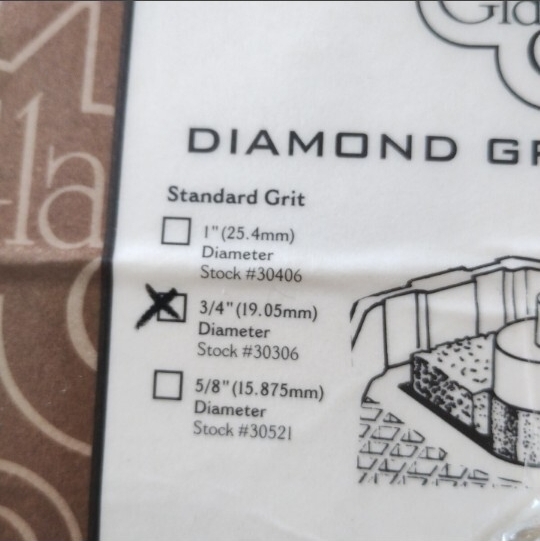 DIAMOND
Standard Grit
1" (25.4mm)
Diameter
Stock #30406
3/4" (19.05mm)
Diameter
Stock #30306
5/8" (15.875mm)
Diameter
Stock #30521